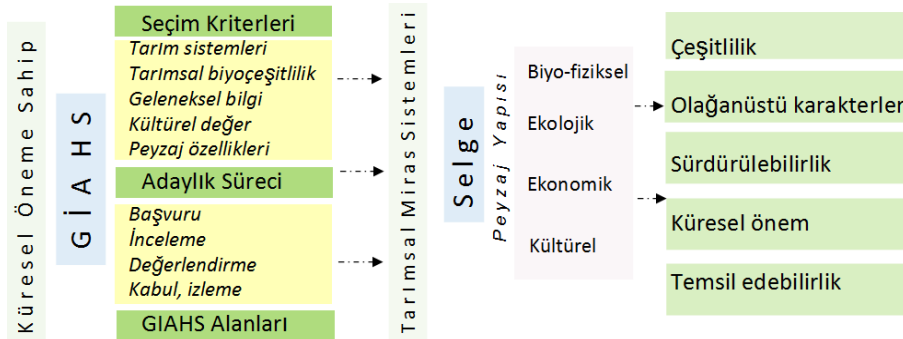 Küresel Öneme Sahip
GİAHS
Seçim Kriterleri
Tarım sistemleri
Tarımsal biyoçeşitlilik
Geleneksel bilgi
Kültürel değer
Peyzaj özellikleri
Adaylık Süreci
Başvuru
İnceleme
Değerlendirme
Kabul, izleme
GIAHS Alanları
Tarımsal Miras Sistemleri
Selge
Peyzaj Yapısı
Biyo-fiziksel
Ekolojik
Ekonomik
Kültürel
Çeşitlilik
Olağanüstü karakterler
Sürdürülebilirlik
Küresel önem
Temsil edebilirlik